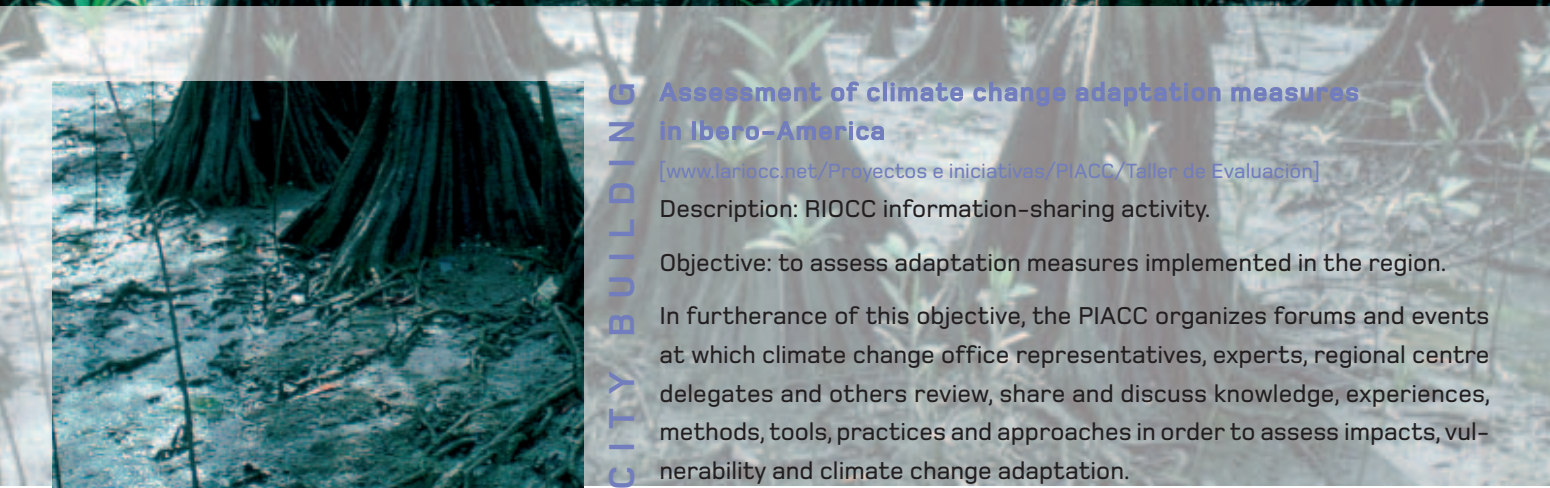 CITY BUILDING
Assessment of climate change adaptation measures
in Ibero-America
[www.lariocc.net/Proyectos e iniciativas/PIACC/Taller de Evaluación]
Description: RIOCC information-sharing activity.
Objective: to assess adaptation measures implemented in the region.
In furtherance of this objective, the PIACC organizes forums and events
at which climate change office representatives, experts, regional centre
delegates and others review, share and discuss knowledge, experiences,
methods, tools, practices and approaches in order to assess impacts, vul-
nerability and climate change adaptation.